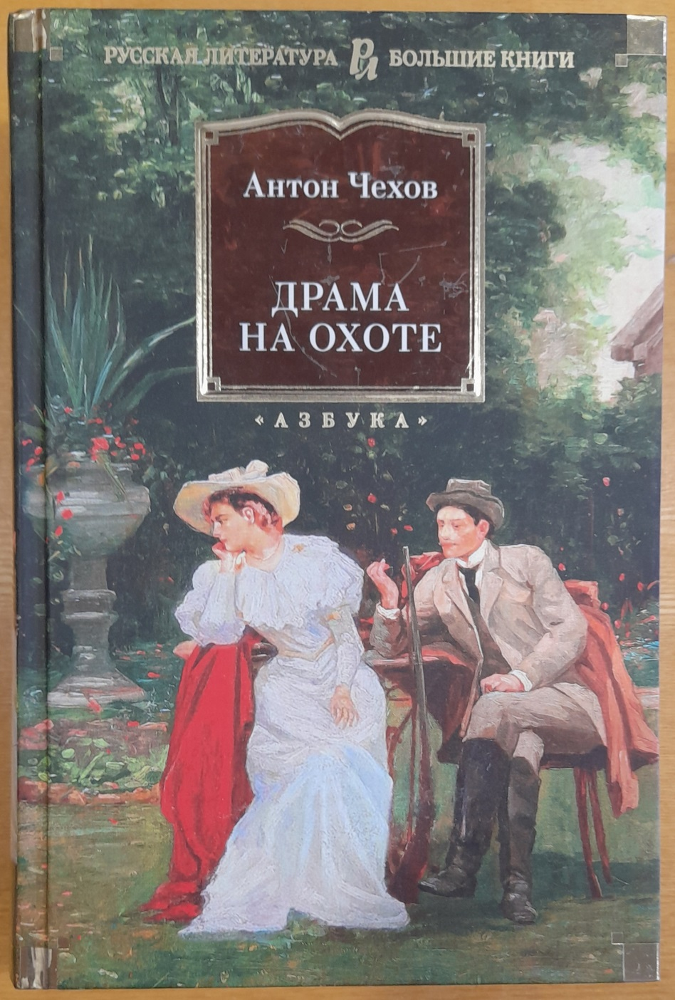 РУССКАЯ ЛИТЕРАТУРА РЛ БОЛЬШИЕ КНИГИ
Антон Чехов
ДРАМА
НА ОХОТЕ
«АЗБУКА»